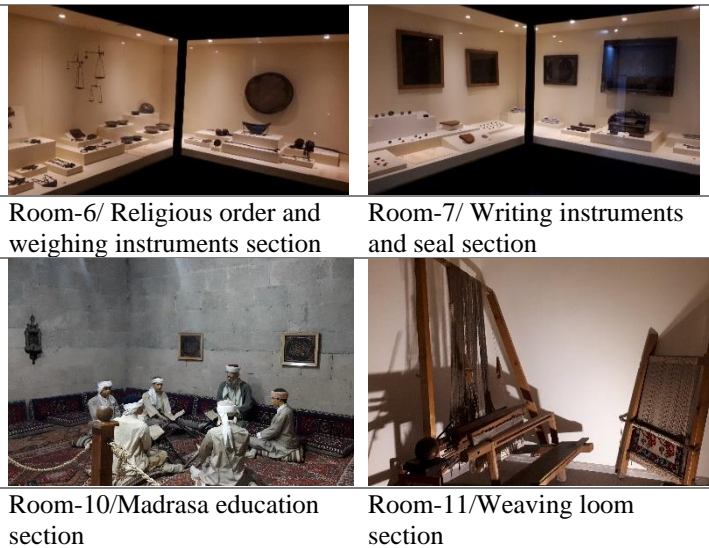 Room-6/ Religious order and
weighing instruments section
Room-7/ Writing instruments
and seal section
Room-10/Madrasa education
section
Room-11/Weaving loom
section